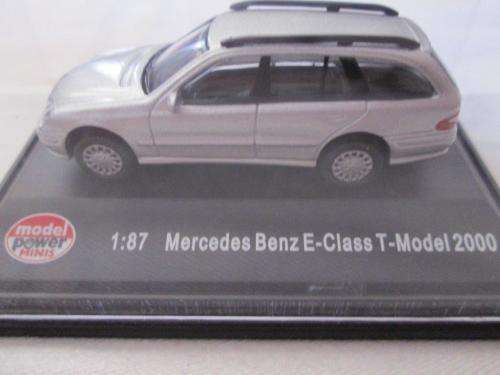 model
power
MINIS
1:87 Mercedes Benz E-Class T-Model 2000